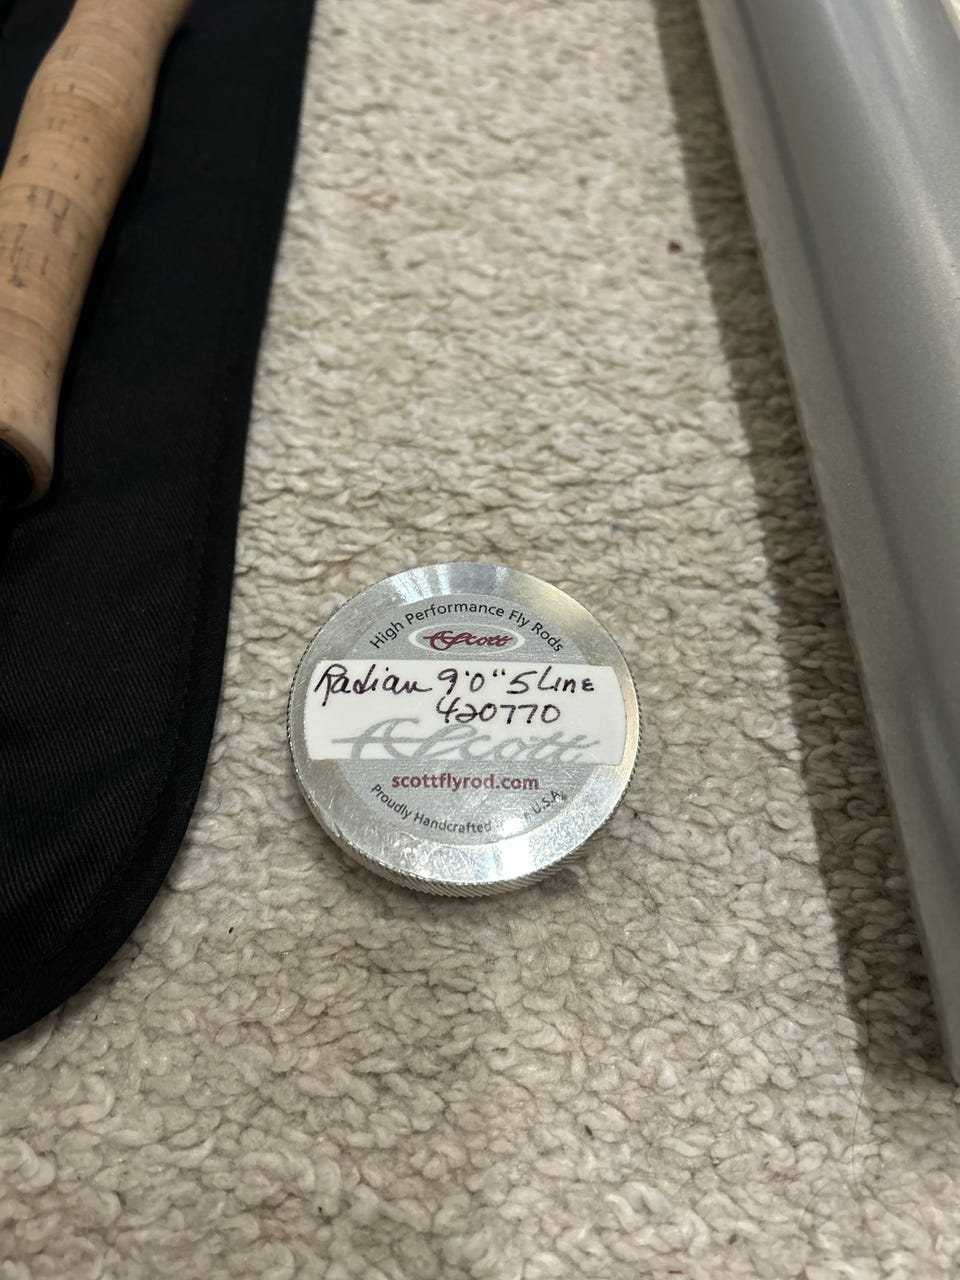 High Performance Fly Rods
Scott
Radian 9'0" 5 Line
420770
Scott
scottflyrod.com
Proudly Handcrafted U.S.A.